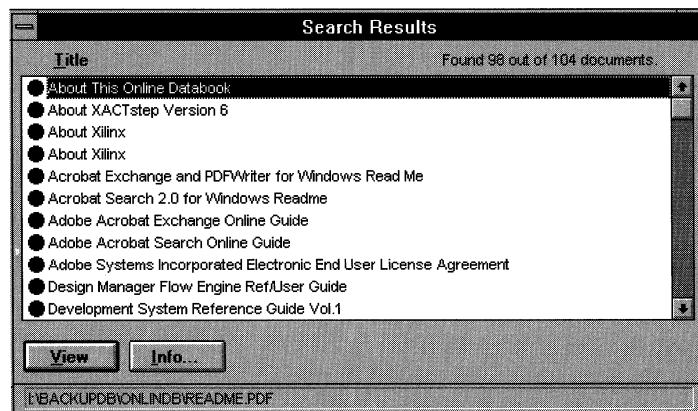 Search Results
Title Found 98 out of 104 documents.
About This Online Databook
About XACTstep Version 6
About Xilinx
About Xilinx
Acrobat Exchange and PDFWriter for Windows Read Me
Acrobat Search 2.0 for Windows Readme
Adobe Acrobat Exchange Online Guide
Adobe Acrobat Search Online Guide
Adobe Systems Incorporated Electronic End User License Agreement
Design Manager Flow Engine Ref/User Guide
Development System Reference Guide Vol.1
View Info...
I:\BACKUPDB\ONLINDB\README.PDF